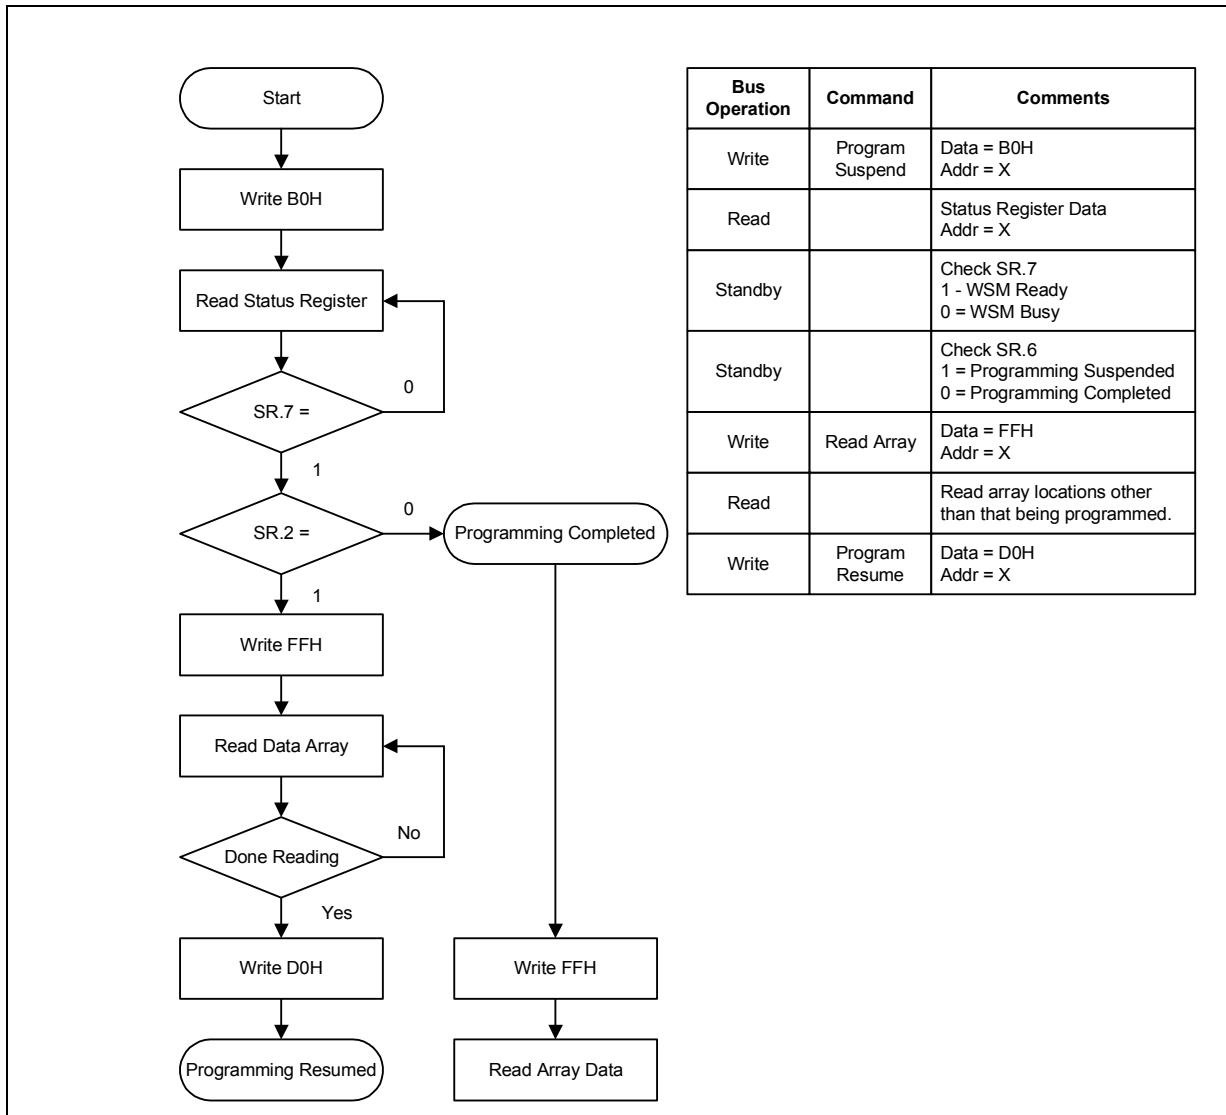 Start
Write B0H
Read Status Register
0
SR.7 =
1
0
SR.2 =
Programming Completed
1
Write FFH
Read Data Array
No
Done Reading
Yes
Write D0H
Write FFH
Programming Resumed
Read Array Data
Bus
Operation
Command
Comments
Write
Program
Suspend
Data = B0H
Addr = X
Read
Status Register Data
Addr = X
Standby
Check SR.7
1 - WSM Ready
0 = WSM Busy
Standby
Check SR.6
1 = Programming Suspended
0 = Programming Completed
Write
Read Array
Data = FFH
Addr = X
Read
Read array locations other
than that being programmed.
Write
Program
Resume
Data = D0H
Addr = X